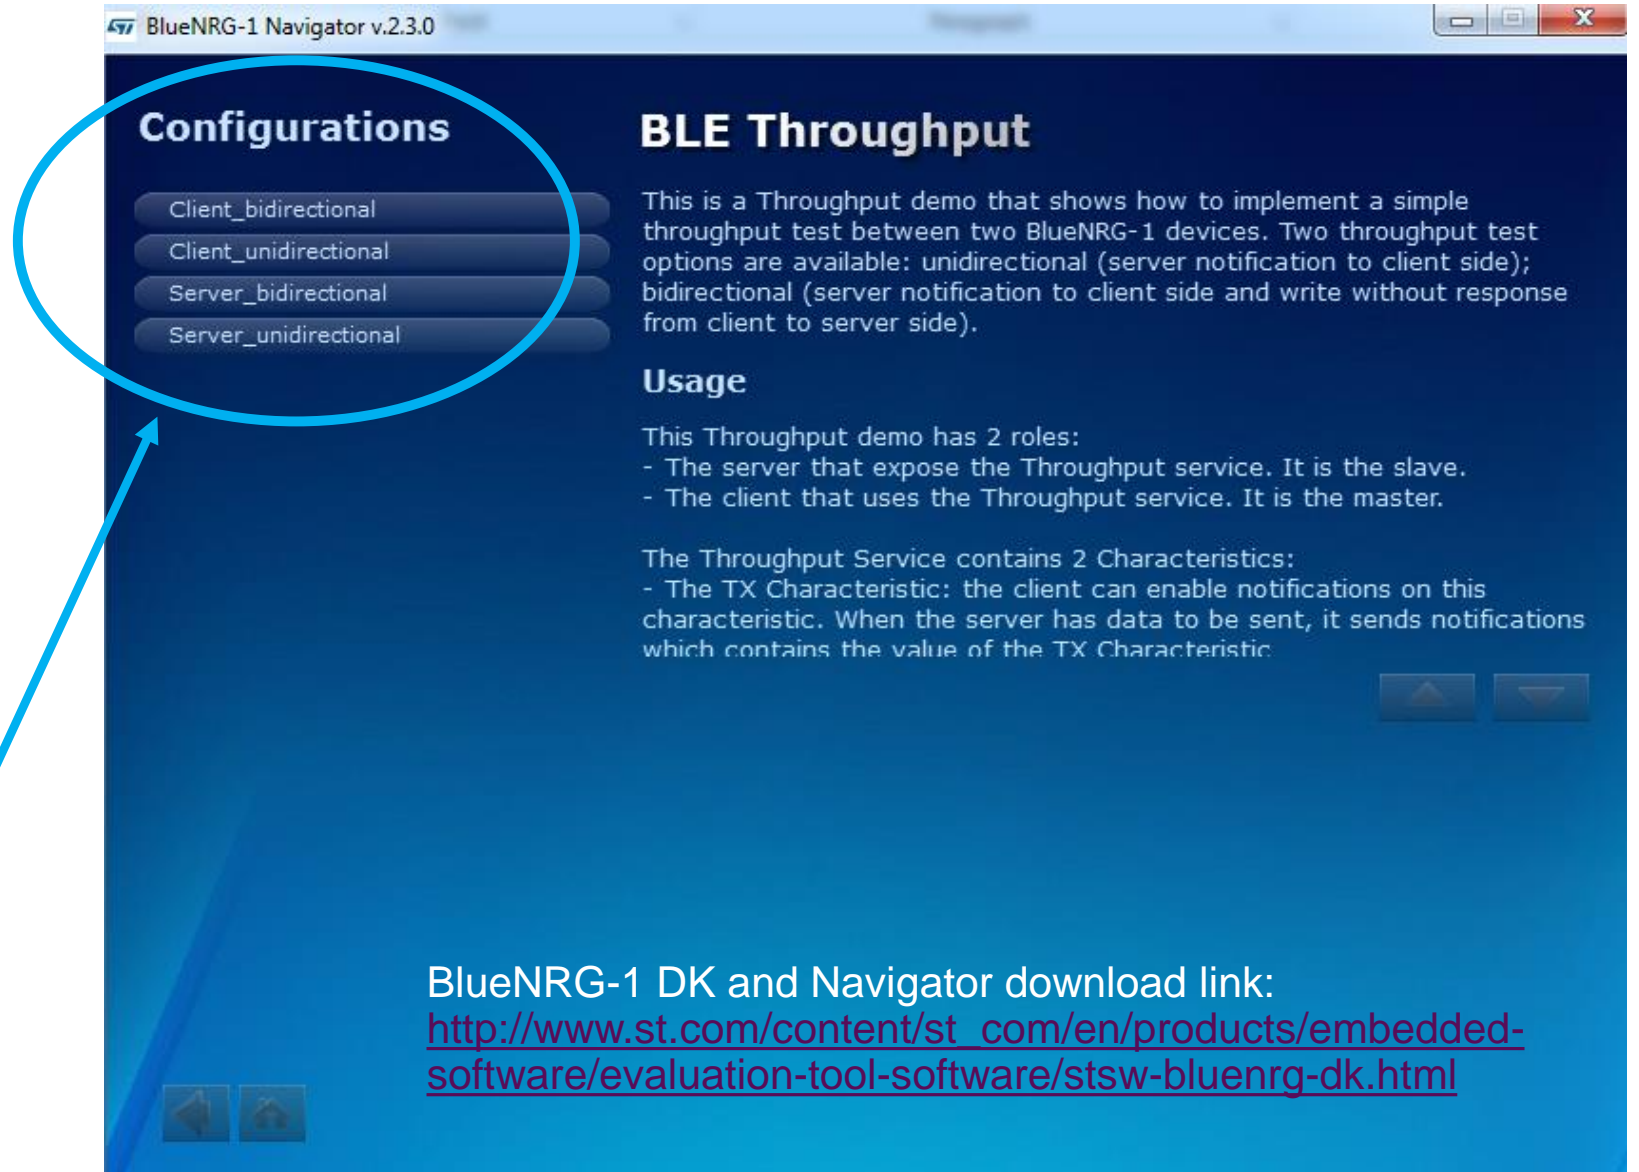 BlueNRG-1 Navigator v.2.3.0
Configurations
Client_bidirectional
Client_unidirectional
Server_bidirectional
Server_unidirectional
BLE Throughput
This is a Throughput demo that shows how to implement a simple
throughput test between two BlueNRG-1 devices. Two throughput test
options are available: unidirectional (server notification to client side);
bidirectional (server notification to client side and write without response
from client to server side).
Usage
This Throughput demo has 2 roles:
- The server that expose the Throughput service. It is the slave.
- The client that uses the Throughput service. It is the master.
The Throughput Service contains 2 Characteristics:
- The TX Characteristic: the client can enable notifications on this
characteristic. When the server has data to be sent, it sends notifications
which contains the value of the TX Characteristic
BlueNRG-1 DK and Navigator download link:
http://www.st.com/content/st_com/en/products/embedded-
software/evaluation-tool-software/stsw-bluenrg-dk.html